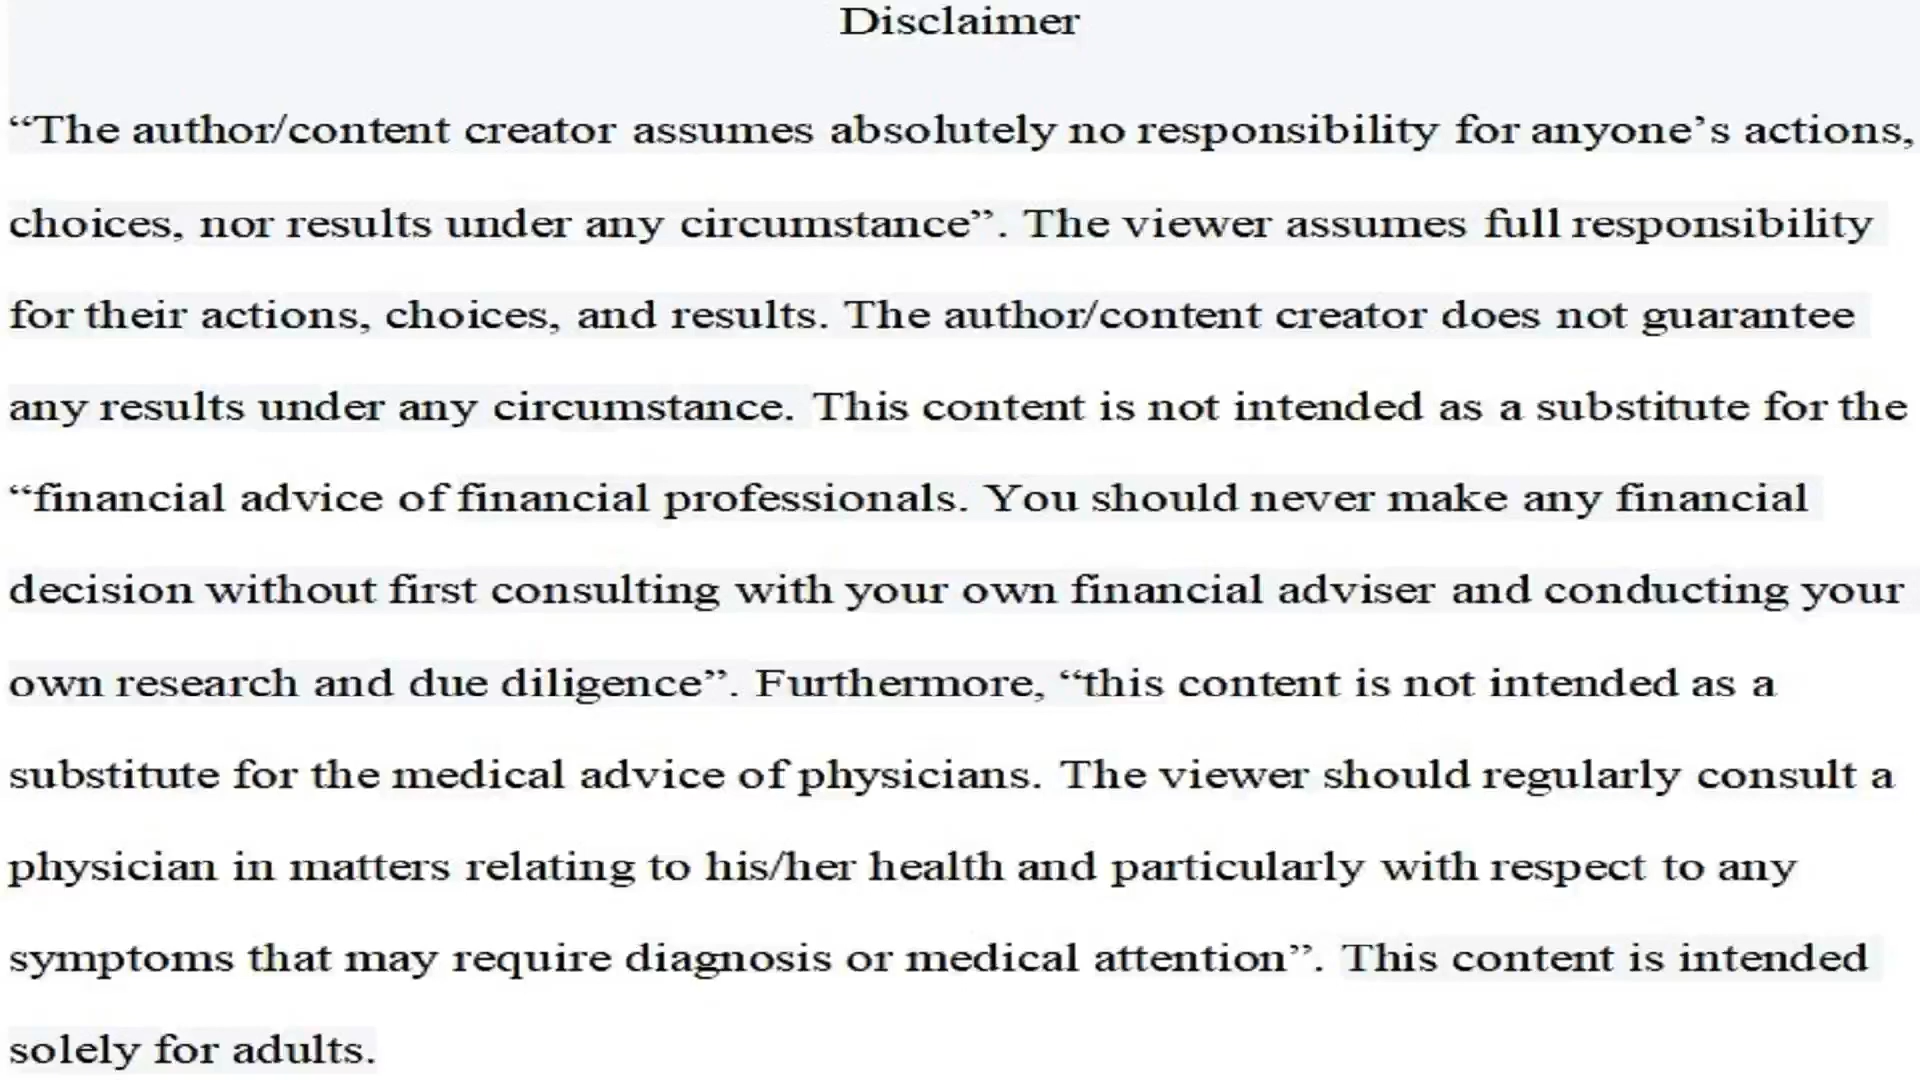 Disclaimer
“The author/content creator assumes absolutely no responsibility for anyone’s actions,
choices, nor results under any circumstance”. The viewer assumes full responsibility
for their actions, choices, and results. The author/content creator does not guarantee
any results under any circumstance. This content is not intended as a substitute for the
“financial advice of financial professionals. You should never make any financial
decision without first consulting with your own financial adviser and conducting your
own research and due diligence”. Furthermore, “this content is not intended as a
substitute for the medical advice of physicians. The viewer should regularly consult a
physician in matters relating to his/her health and particularly with respect to any
symptoms that may require diagnosis or medical attention”. This content is intended
solely for adults.